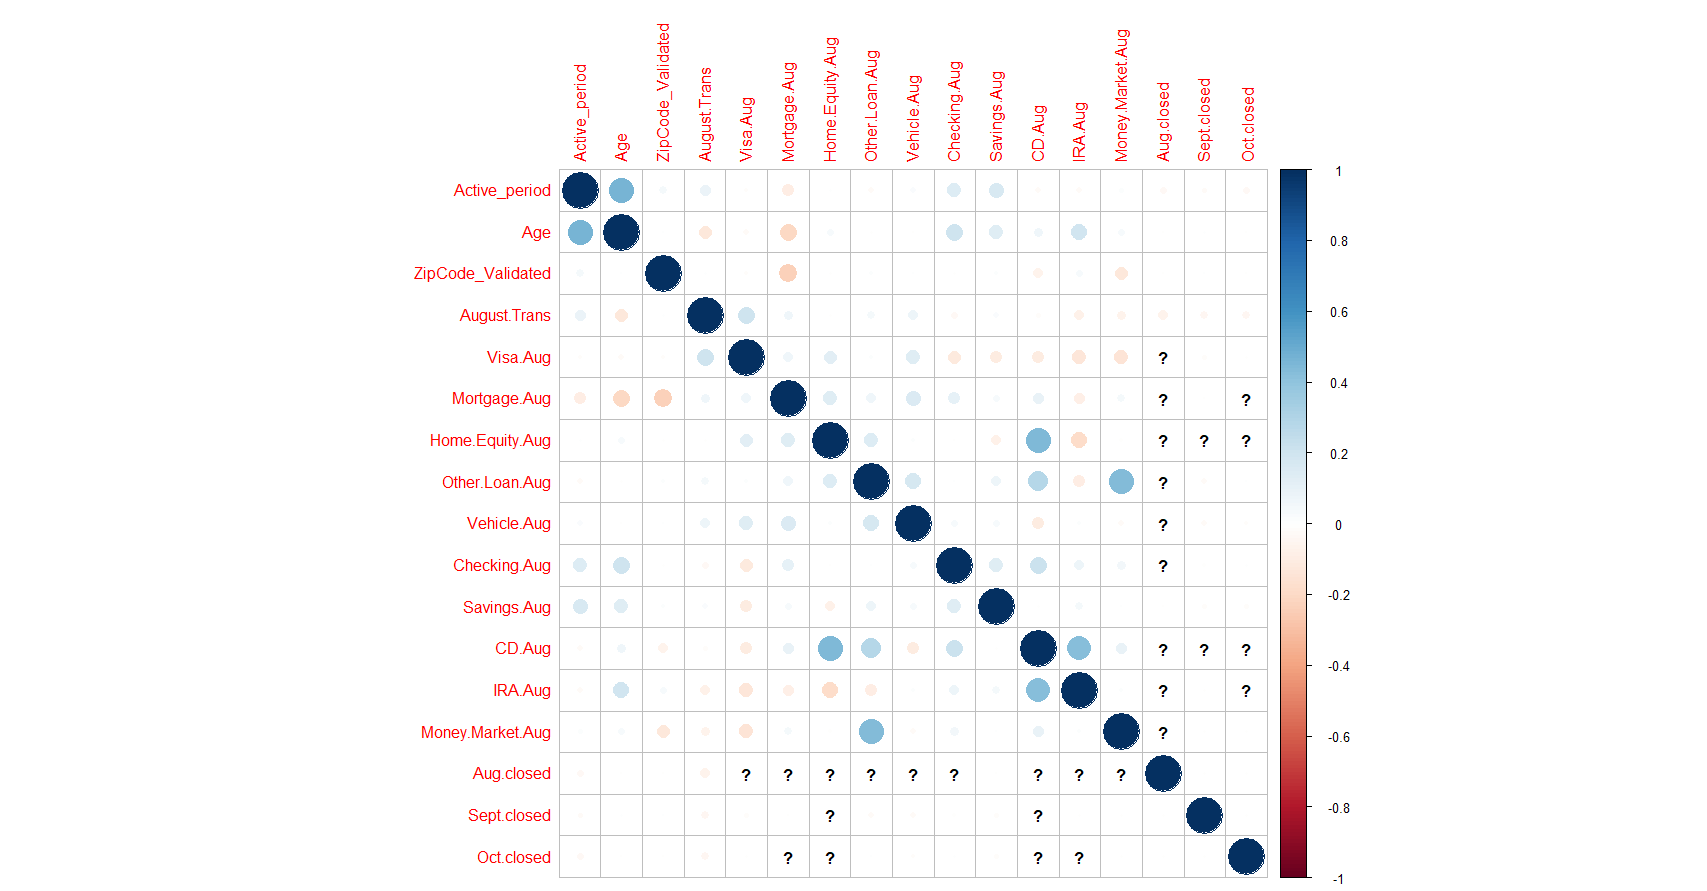 Active_period
Age
ZipCode_Validated
August.Trans
Visa.Aug
Mortgage.Aug
Home.Equity.Aug
Other.Loan.Aug
Vehicle.Aug
Checking.Aug
Savings.Aug
CD.Aug
IRA.Aug
Money.Market.Aug
Aug.closed
Sept.closed
Oct.closed
Active_period
Age
ZipCode_Validated
August.Trans
Visa.Aug ?
Mortgage.Aug ? ?
Home.Equity.Aug ? ? ?
Other.Loan.Aug ?
Vehicle.Aug ?
Checking.Aug ?
Savings.Aug
CD.Aug ? ? ?
IRA.Aug ? ?
Money.Market.Aug ?
Aug.closed ? ? ? ? ? ? ? ? ?
Sept.closed ? ?
Oct.closed ? ? ? ?
1
0.8
0.6
0.4
0.2
0
-0.2
-0.4
-0.6
-0.8
-1